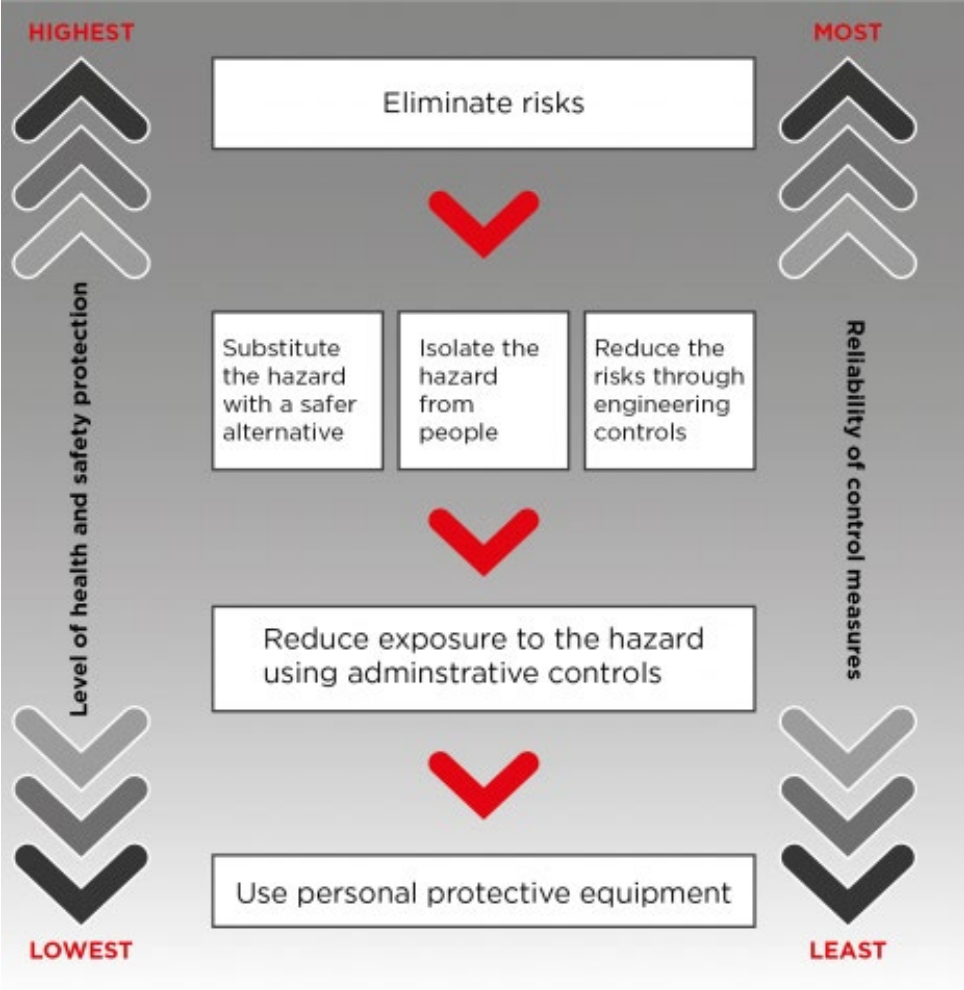 HIGHEST
MOST
Eliminate risks
Substitute
the hazard
with a safer
alternative
Isolate the
hazard
from
people
Reduce the
risks through
engineering
controls
Level of health and safety protection
Reliability of control measures
Reduce exposure to the hazard
using adminstrative controls
Use personal protective equipment
LOWEST
LEAST